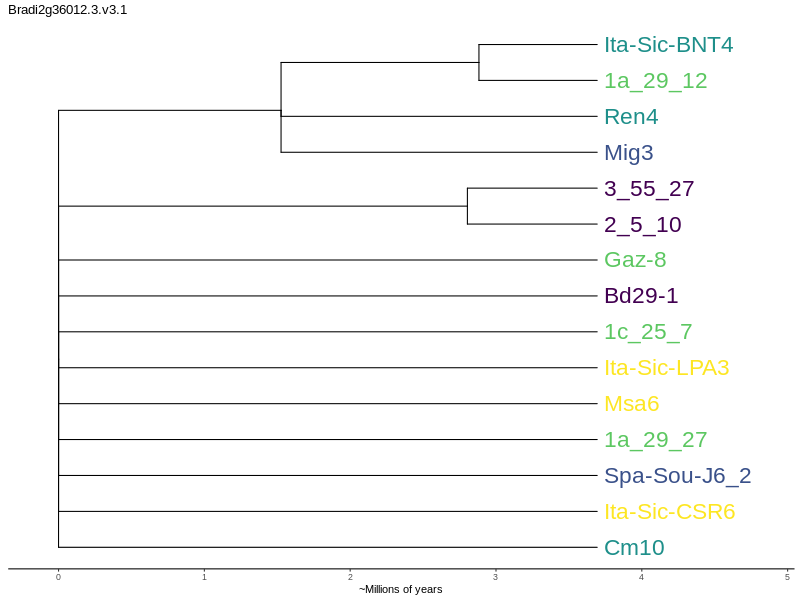 Bradi2g36012.3.v3.1
Ita-Sic-BNT4
1a_29_12
Ren4
Mig3
3_55_27
2_5_10
Gaz-8
Bd29-1
1c_25_7
Ita-Sic-LPA3
Msa6
1a_29_27
Spa-Sou-J6_2
Ita-Sic-CSR6
Cm10
0 1 2 3 4 5
~Millions of years